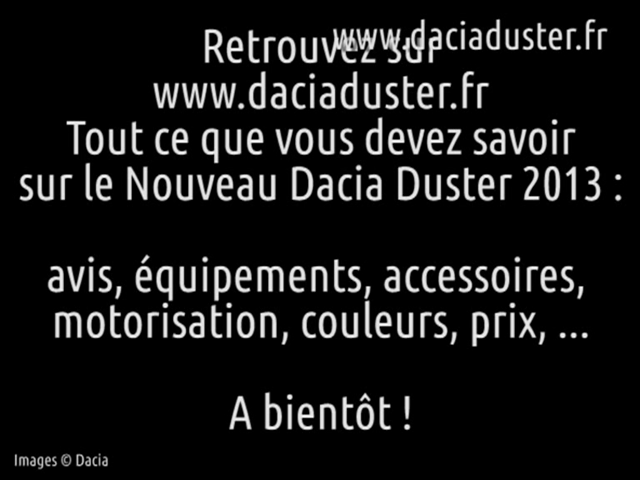 Retrouvez sur
www.daciaduster.fr
www.daciaduster.fr
Tout ce que vous devez savoir
sur le Nouveau Dacia Duster 2013 :
avis, équipements, accessoires,
motorisation, couleurs, prix, ...
A bientôt !
Images © Dacia